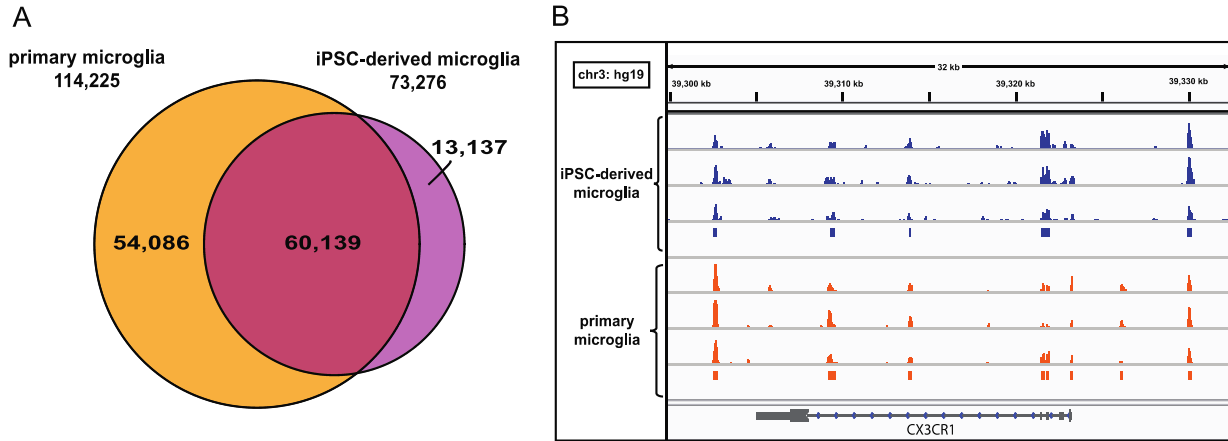 A
primary microglia
114,225
iPSC-derived microglia
73,276
13,137
54,086
60,139
B
chr3: hg19
32 kb
39,300 kb
39,310 kb
39,320 kb
39,330 kb
iPSC-derived
microglia
primary
microglia
CX3CR1